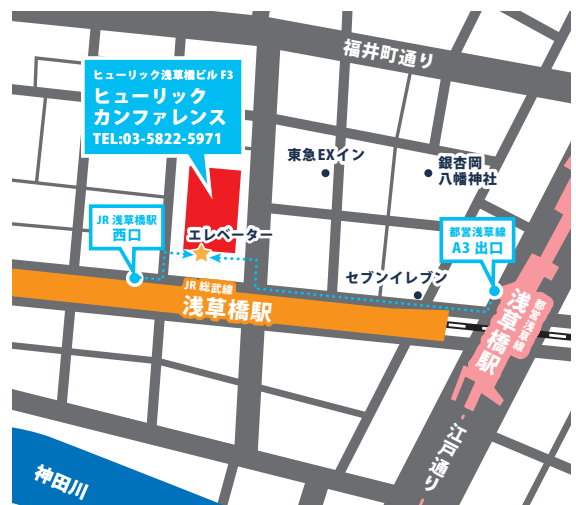 福井町通り
ヒューリック浅草橋ビル F3
ヒューリック
カンファレンス
TEL:03-5822-5971
東急EXイン
銀杏岡
八幡神社
JR 浅草橋駅
西口
エレベーター
都営浅草線
A3 出口
セブンイレブン
JR 総武線
浅草橋駅
都営浅草線
浅草橋駅
江戸通り
神田川